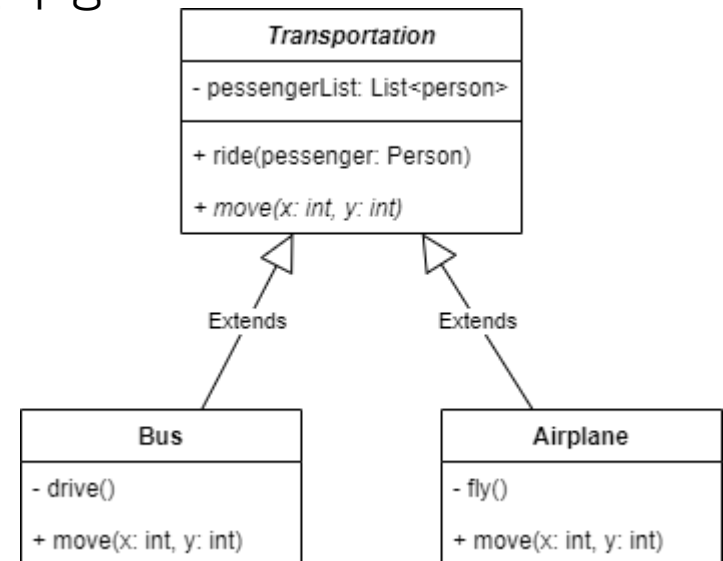 Transportation
- pessengerList: List<person>
+ ride(pessenger: Person)
+ move(x: int, y: int)
Extends
Extends
Bus
- drive()
+ move(x: int, y: int)
Airplane
- fly()
+ move(x: int, y: int)